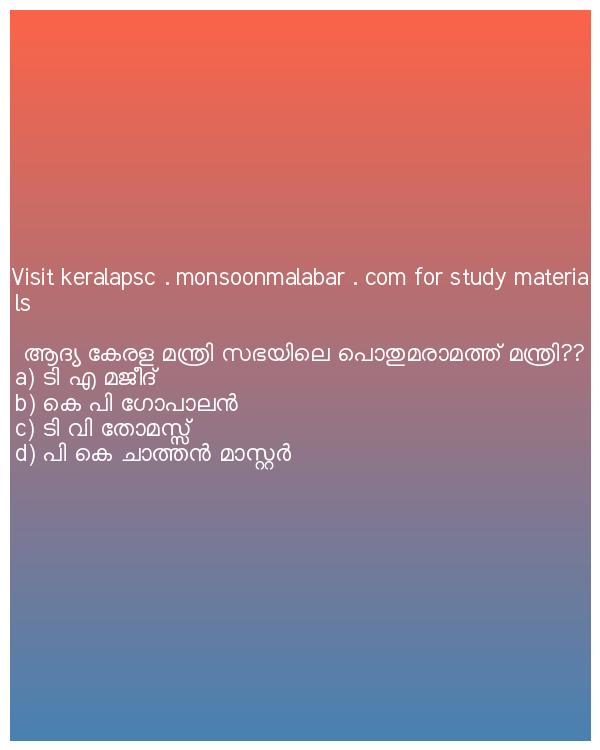 Visit keralapsc . monsoonmalabar . com for study materia
ls
ആദ്യ കേരള മന്ത്രി സഭയിലെ പൊതുമരാമത്ത് മന്ത്രി??
a) ടി എ മജീദ്
b) കെ പി ഗോപാലൻ
c) ടി വി തോമസ്സ്
d) പി കെ ചാത്തൻ മാസ്റ്റർ